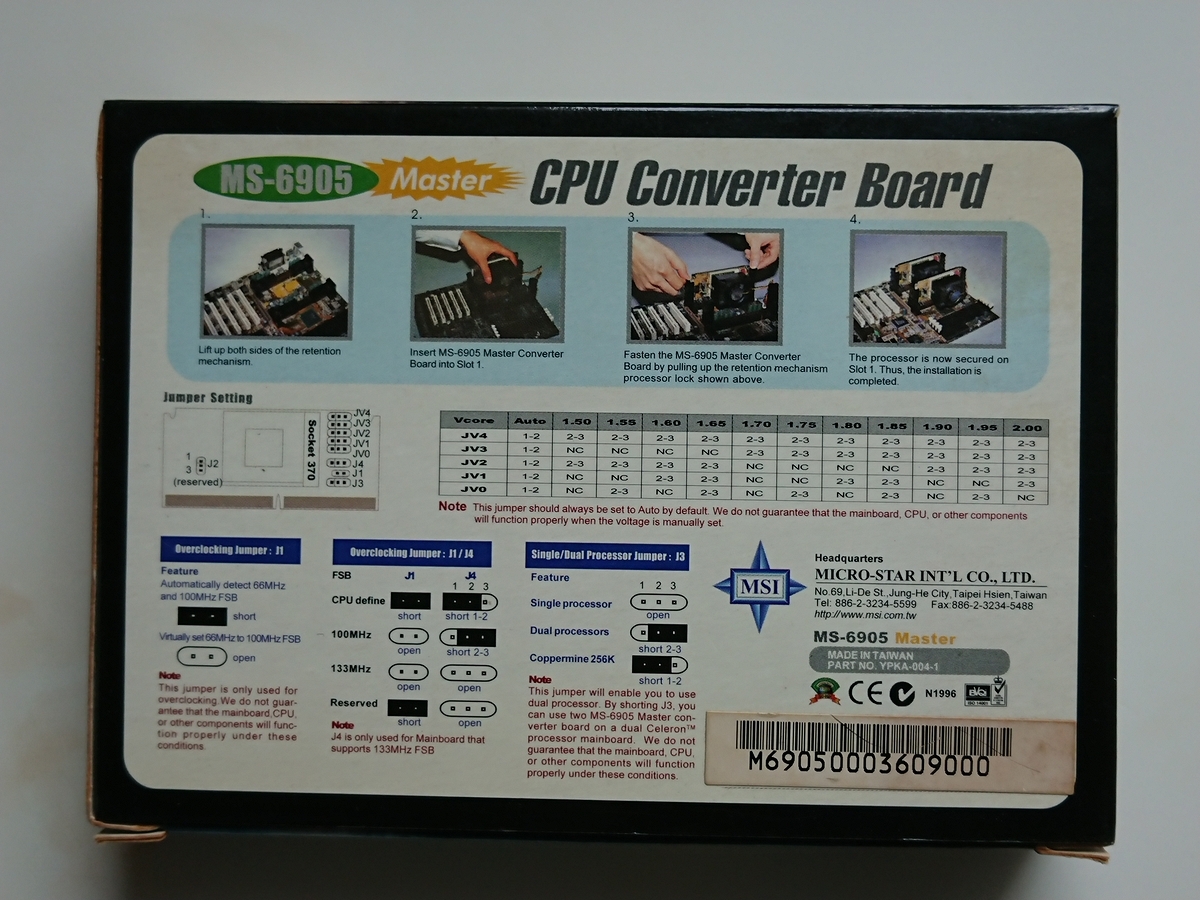 MS-6905 Master CPU Converter Board
1.
Lift up both sides of the retention
mechanism.
2.
Insert MS-6905 Master Converter
Board into Slot 1.
3.
Fasten the MS-6905 Master Converter
Board by pulling up the retention mechanism
processor lock shown above.
4.
The processor is now secured on
Slot 1. Thus, the installation is
completed.
Jumper Setting
Socket 370
JV4
JV3
JV2
JV1
JV0
J4
J1
J3
1
3 J2
(reserved)
Vcore Auto 1.50 1.55 1.60 1.65 1.70 1.75 1.80 1.85 1.90 1.95 2.00
JV4 1-2 2-3 2-3 2-3 2-3 2-3 2-3 2-3 2-3 2-3 2-3 2-3
JV3 1-2 NC NC NC NC 2-3 2-3 2-3 2-3 2-3 2-3 2-3
JV2 1-2 2-3 2-3 2-3 2-3 NC NC NC NC 2-3 2-3 2-3
JV1 1-2 NC NC 2-3 2-3 NC NC 2-3 2-3 NC NC 2-3
JV0 1-2 NC 2-3 NC 2-3 NC 2-3 NC 2-3 NC 2-3 NC
Note This jumper should always be set to Auto by default. We do not guarantee that the mainboard, CPU, or other components
will function properly when the voltage is manually set.
Overclocking Jumper: J1
Feature
Automatically detect 66MHz
and 100MHz FSB
short
Virtually set 66MHz to 100MHz FSB
open
Note
This jumper is only used for
overclocking.We do not guar-
antee that the mainboard,CPU,
or other components will func-
tion properly under these
conditions.
Overclocking Jumper: J1 / J4
FSB J1 J4
1 2 3
CPU define
short short 1-2
100MHz
open short 2-3
133MHz
open open
Reserved
short open
Note
J4 is only used for Mainboard that
supports 133MHz FSB
Single/Dual Processor Jumper: J3
Feature
1 2 3
Single processor
open
Dual processors
short 2-3
Coppermine 256K
short 1-2
Note
This jumper will enable you to use
dual processor. By shorting J3, you
can use two MS-6905 Master con-
verter board on a dual Celeron™
processor mainboard. We do not
guarantee that the mainboard, CPU,
or other components will function
properly under these conditions.
MSI
Headquarters
MICRO-STAR INT'L CO., LTD.
No.69,Li-De St.,Jung-He City,Taipei Hsien,Taiwan
Tel: 886-2-3234-5599 Fax:886-2-3234-5488
http://www.msi.com.tw
MS-6905 Master
MADE IN TAIWAN
PART NO. YPKA-004-1
CE N1996
ISO 14001
M69050003609000